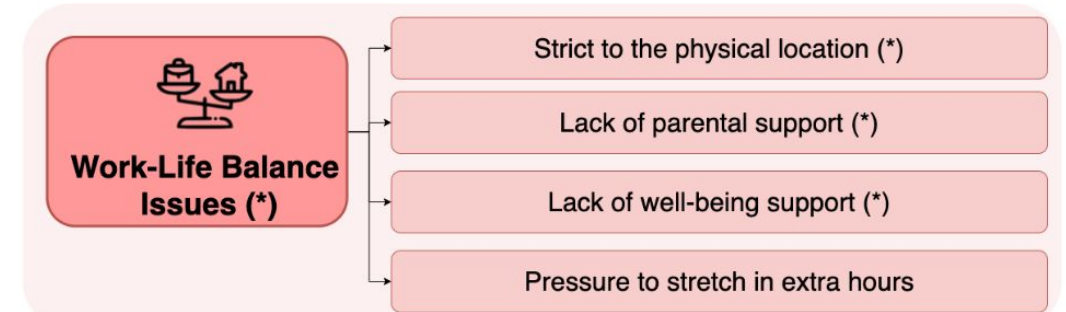 Work-Life Balance
Issues (*)
Strict to the physical location (*)
Lack of parental support (*)
Lack of well-being support (*)
Pressure to stretch in extra hours